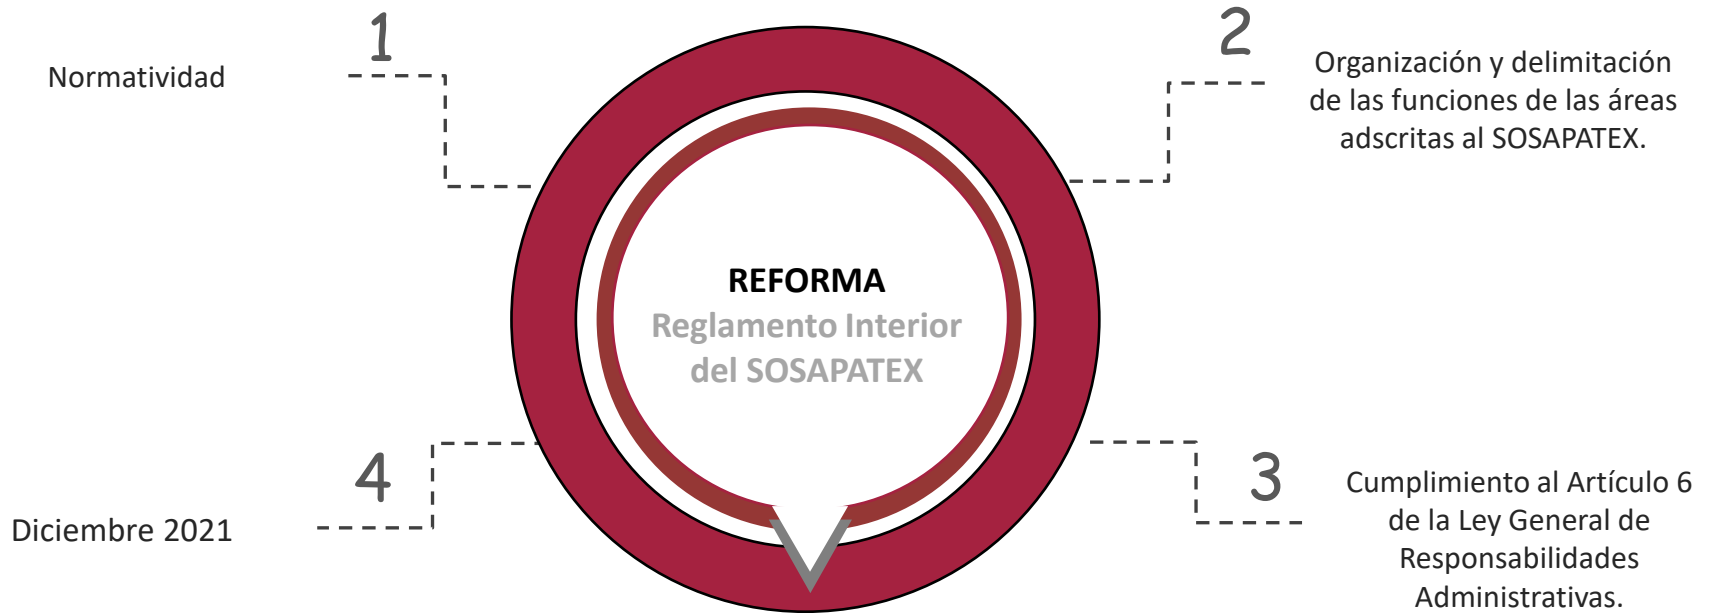 1
Normatividad
2
Organización y delimitación
de las funciones de las áreas
adscritas al SOSAPATEX.
REFORMA
Reglamento Interior
del SOSAPATEX
3
Cumplimiento al Artículo 6
de la Ley General de
Responsabilidades
Administrativas.
4
Diciembre 2021